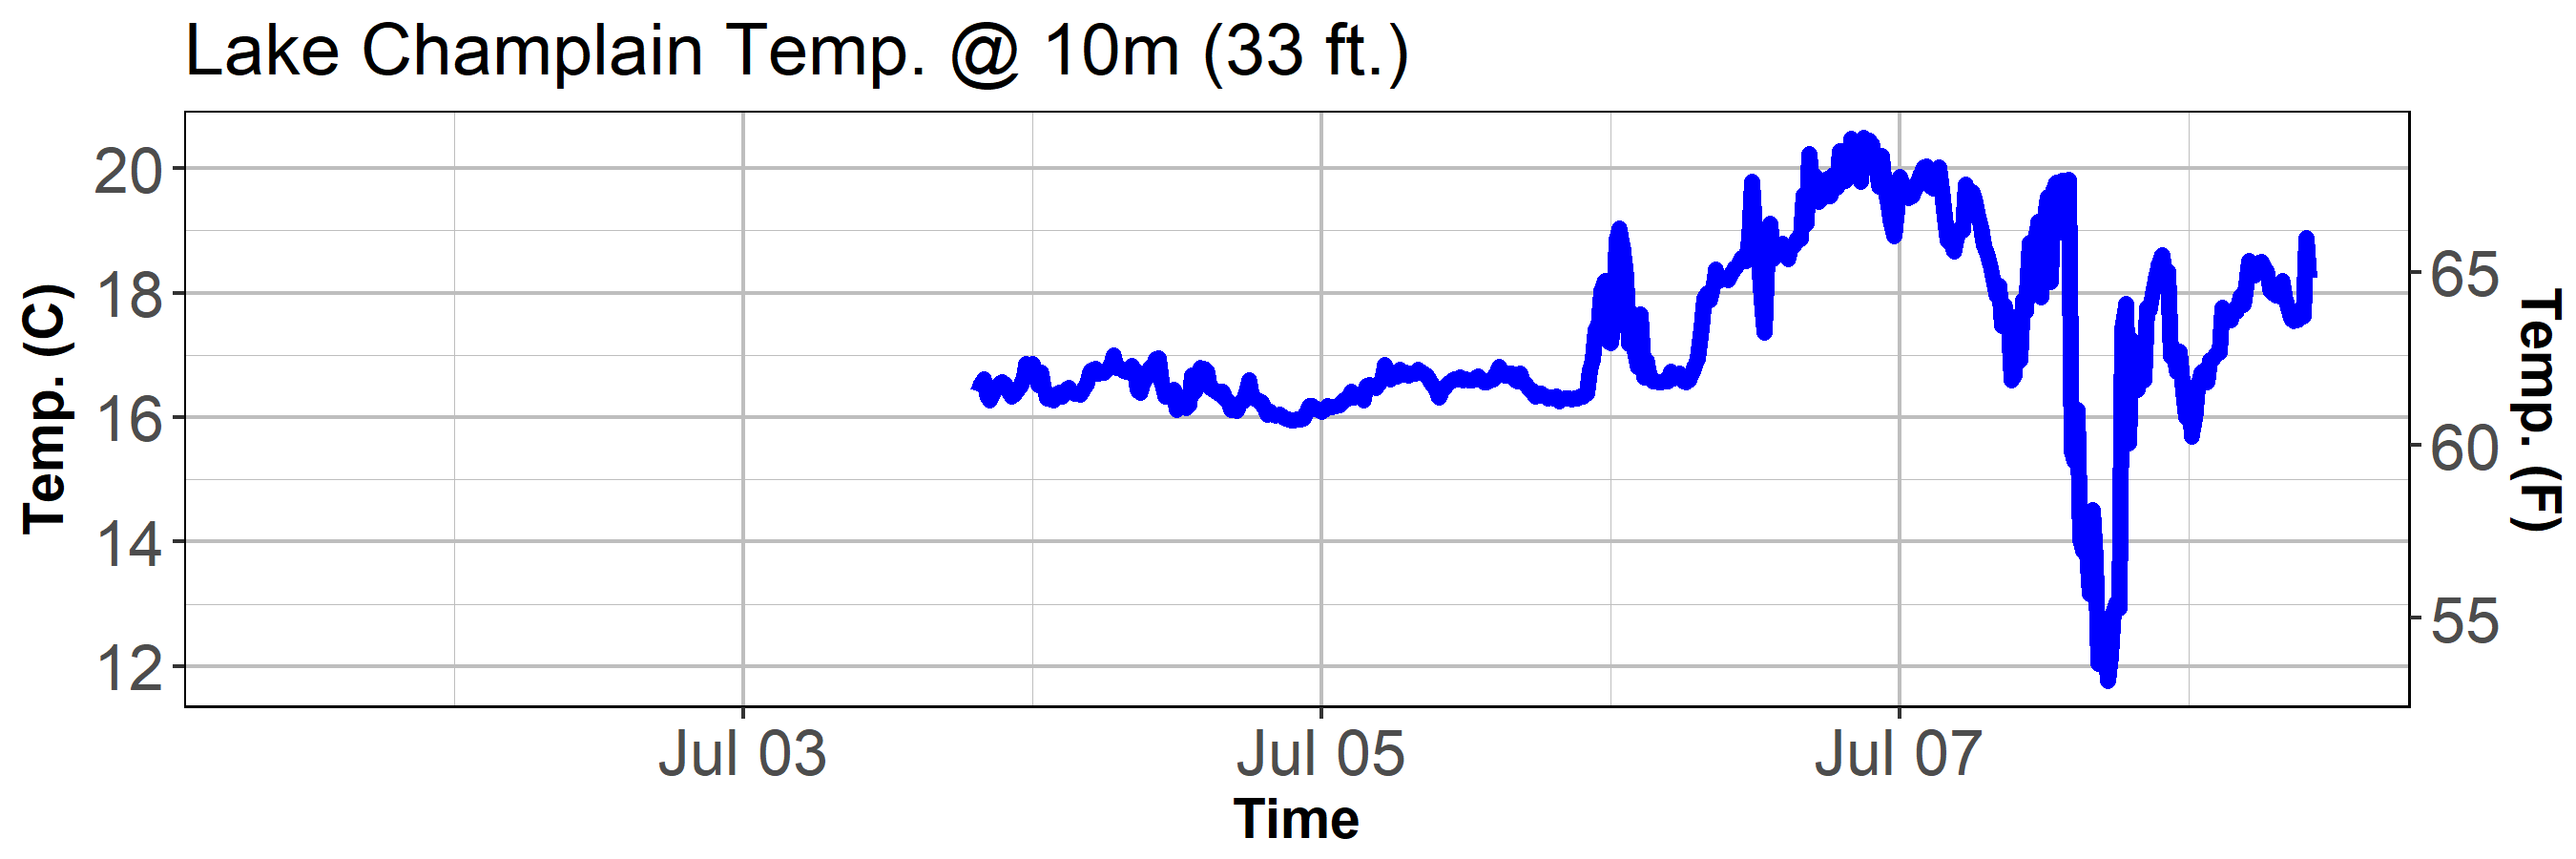 Lake Champlain Temp. @ 10m (33 ft.)
20
18
16
14
12
Temp. (C)
65
60
55
Temp. (F)
Jul 03 Jul 05 Jul 07
Time